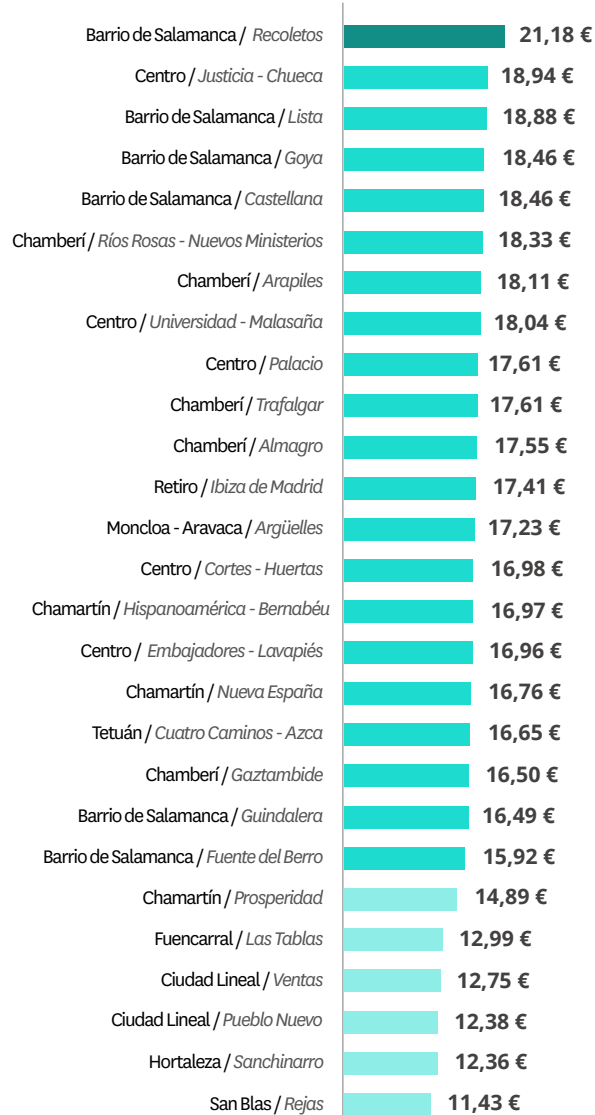 Barrio de Salamanca / Recoletos 21,18 €
Centro / Justicia - Chueca 18,94 €
Barrio de Salamanca / Lista 18,88 €
Barrio de Salamanca / Goya 18,46 €
Barrio de Salamanca / Castellana 18,46 €
Chamberí / Ríos Rosas - Nuevos Ministerios 18,33 €
Chamberí / Arapiles 18,11 €
Centro / Universidad - Malasaña 18,04 €
Centro / Palacio 17,61 €
Chamberí / Trafalgar 17,61 €
Chamberí / Almagro 17,55 €
Retiro / Ibiza de Madrid 17,41 €
Moncloa - Aravaca / Argüelles 17,23 €
Centro / Cortes - Huertas 16,98 €
Chamartín / Hispanoamérica - Bernabéu 16,97 €
Centro / Embajadores - Lavapiés 16,96 €
Chamartín / Nueva España 16,76 €
Tetuán / Cuatro Caminos - Azca 16,65 €
Chamberí / Gaztambide 16,50 €
Barrio de Salamanca / Guindalera 16,49 €
Barrio de Salamanca / Fuente del Berro 15,92 €
Chamartín / Prosperidad 14,89 €
Fuencarral / Las Tablas 12,99 €
Ciudad Lineal / Ventas 12,75 €
Ciudad Lineal / Pueblo Nuevo 12,38 €
Hortaleza / Sanchinarro 12,36 €
San Blas / Rejas 11,43 €